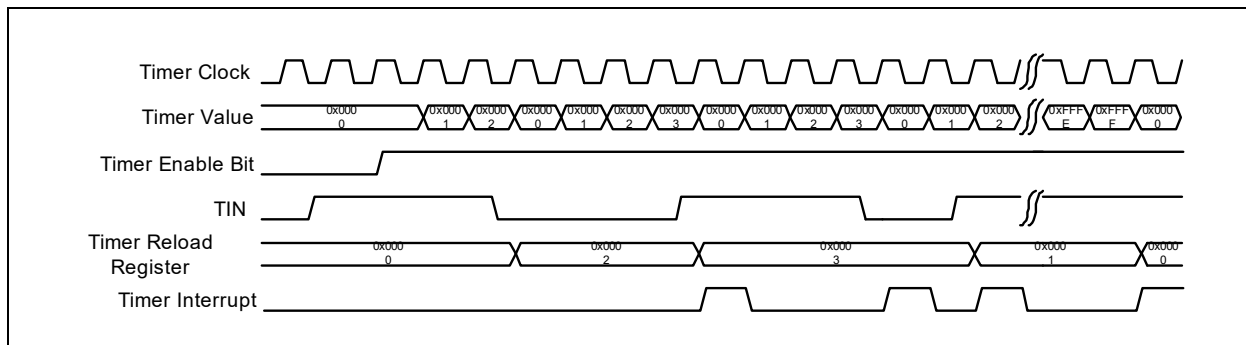 Timer Clock
Timer Value 0x000 0x000 0x000 0x000 0x000 0x000 0x000 0x000 0x000 0x000 0x000 0x000 0x000 0x000 0xFFF 0xFFF 0x000
0 1 2 0 1 2 3 0 1 2 3 0 1 2 E F 0
Timer Enable Bit
TIN
Timer Reload 0x000 0x000 0x000 0x000 0x000
Register 0 2 3 1 0
Timer Interrupt